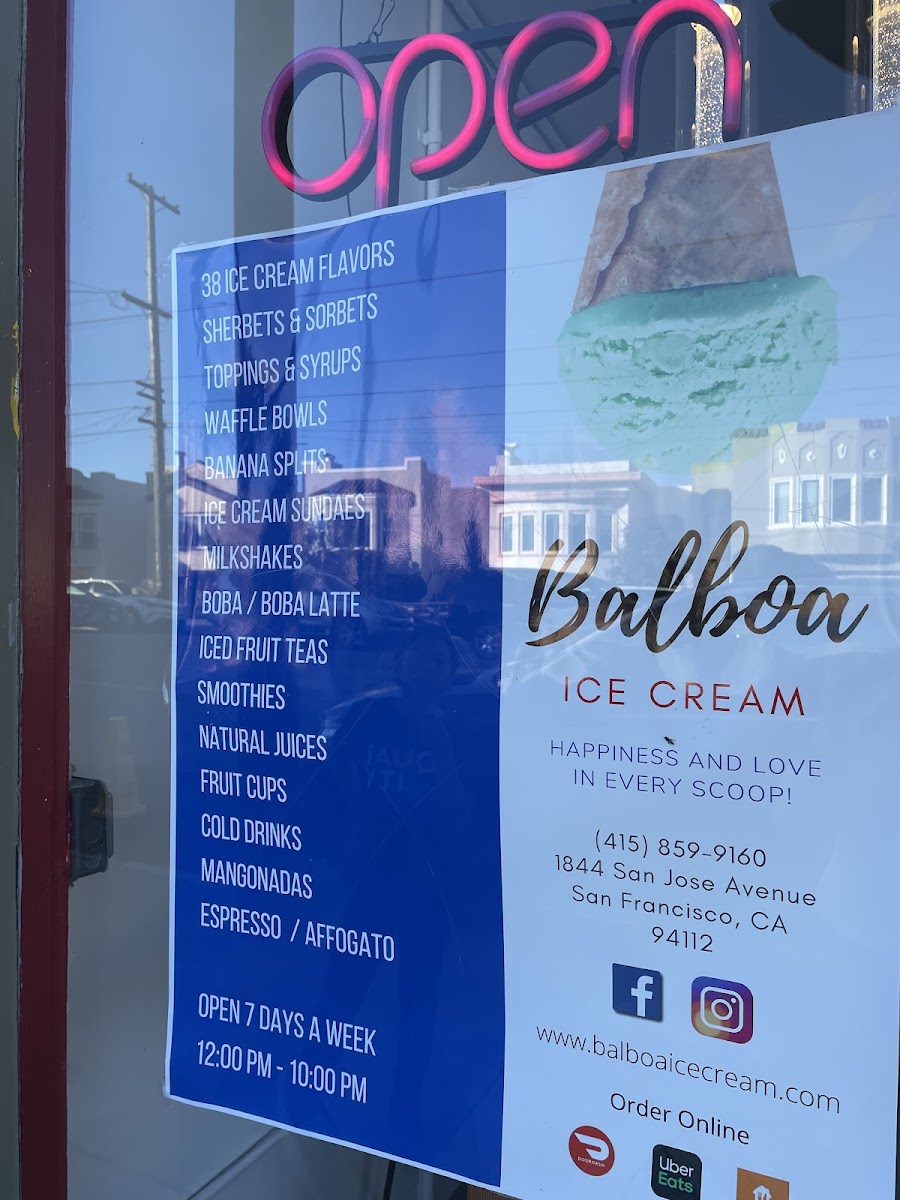 open
38 ICE CREAM FLAVORS
SHERBETS & SORBETS
TOPPINGS & SYRUPS
WAFFLE BOWLS
BANANA SPLITS
ICE CREAM SUNDAES
MILKSHAKES
BOBA / BOBA LATTE
ICED FRUIT TEAS
SMOOTHIES
NATURAL JUICES
FRUIT CUPS
COLD DRINKS
MANGONADAS
ESPRESSO / AFFOGATO
OPEN 7 DAYS A WEEK
12:00 PM - 10:00 PM
Balboa
ICE CREAM
HAPPINESS AND LOVE
IN EVERY SCOOP!
(415) 859-9160
1844 San Jose Avenue
San Francisco, CA
94112
f
www.balboaicecream.com
Order Online
DOORDASH
Uber
Eats